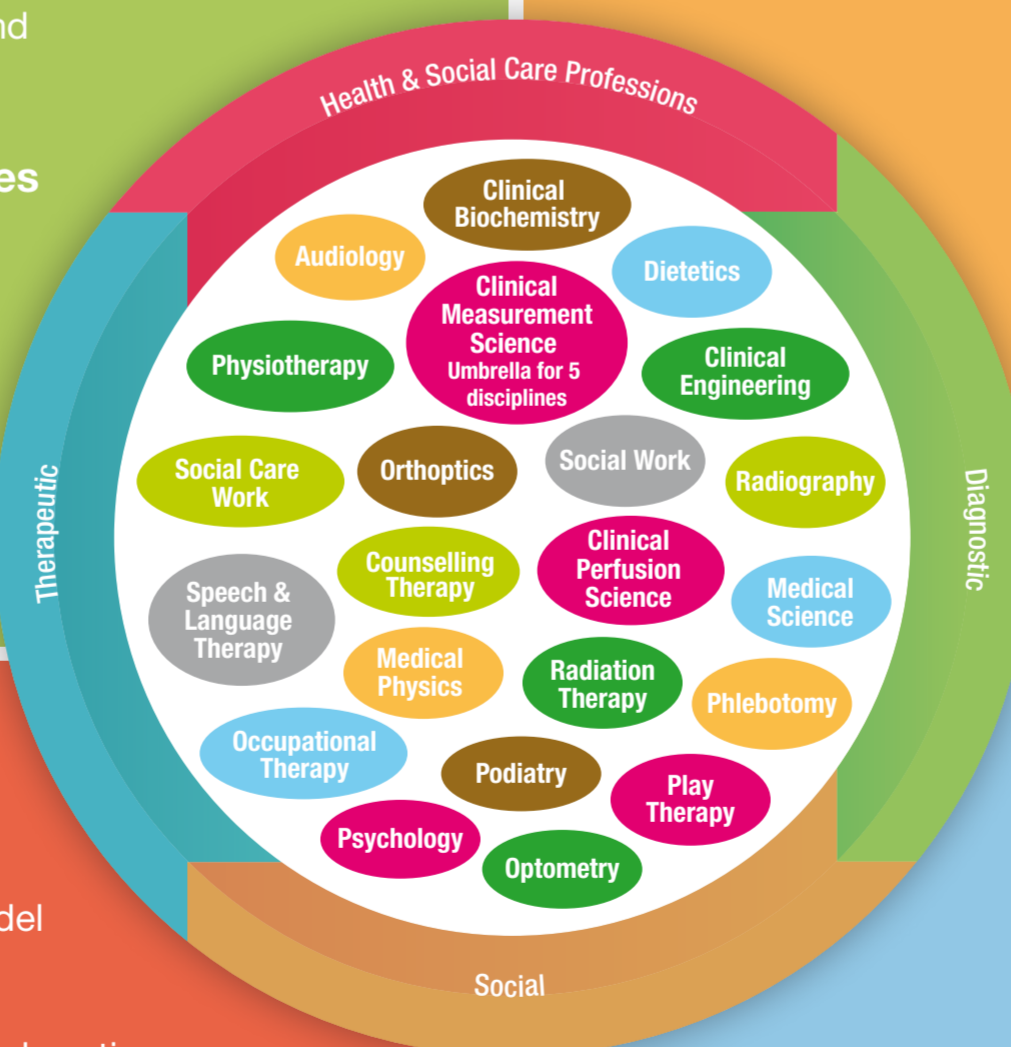 nd
es
Health & Social Care Professions
Clinical
Biochemistry
Audiology
Dietetics
Clinical
Measurement
Science
Umbrella for 5
disciplines
Physiotherapy
Clinical
Engineering
Social Care
Work
Orthoptics
Social Work
Radiography
Therapeutic
Diagnostic
Counselling
Therapy
Clinical
Perfusion
Science
Speech &
Language
Therapy
Medical
Science
Medical
Physics
Radiation
Therapy
Phlebotomy
Occupational
Therapy
Podiatry
Play
Therapy
Psychology
Optometry
del
Social